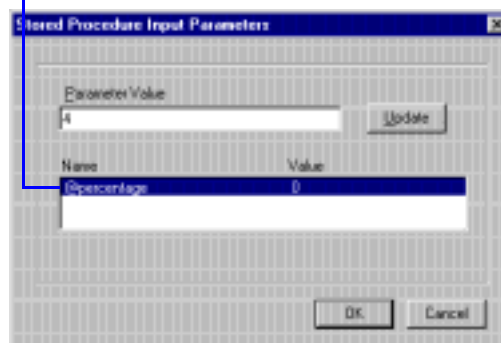 Stored Procedure Input Parameters
Parameter Value
4
Update
Name Value
@percentage 0
OK
Cancel